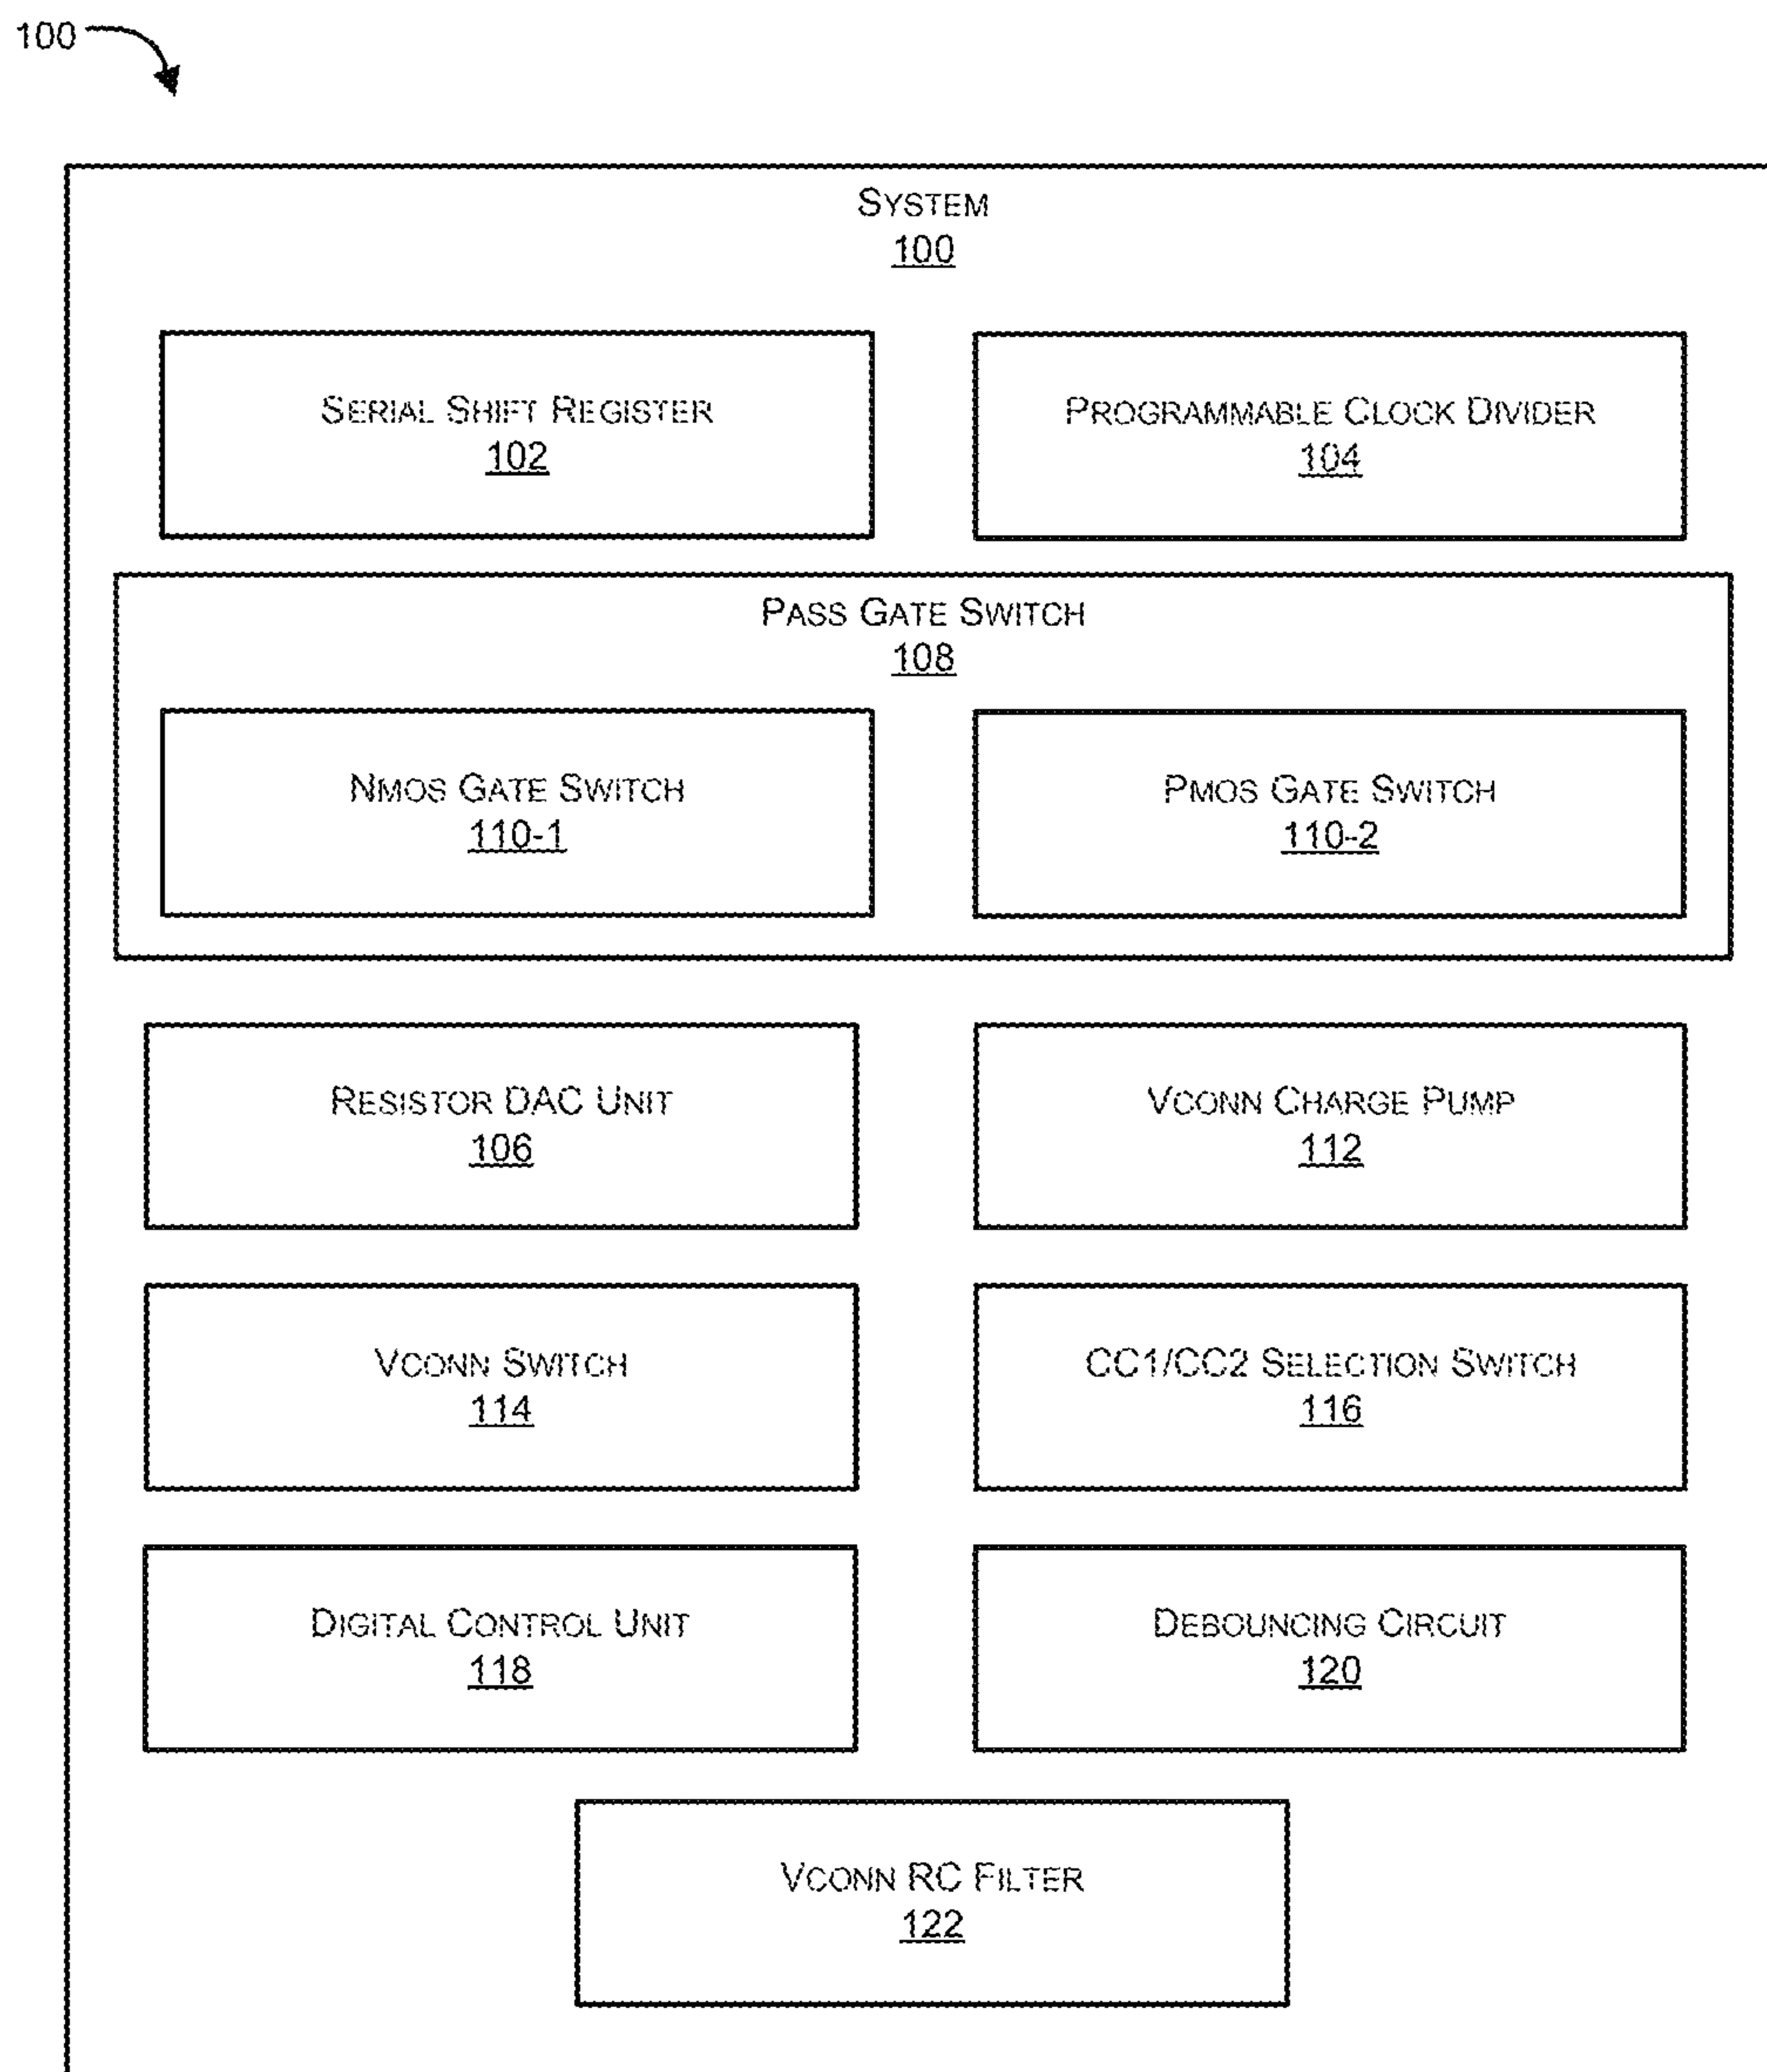 100
SYSTEM
100
SERIAL SHIFT REGISTER
102
PROGRAMMABLE CLOCK DIVIDER
104
PASS GATE SWITCH
108
NMOS GATE SWITCH
110-1
PMOS GATE SWITCH
110-2
RESISTOR DAC UNIT
106
VCONN CHARGE PUMP
112
VCONN SWITCH
114
CC1/CC2 SELECTION SWITCH
116
DIGITAL CONTROL UNIT
118
DEBOUNCING CIRCUIT
120
VCONN RC FILTER
122